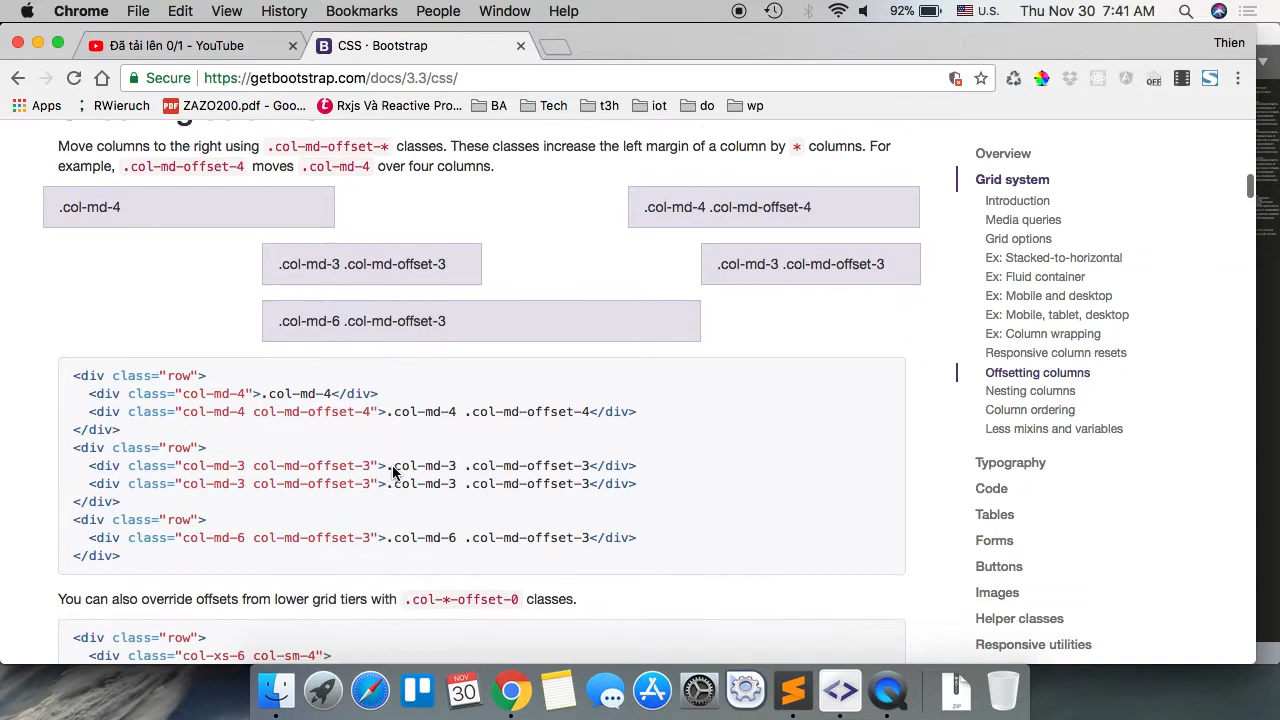 Chrome File Edit View History Bookmarks People Window Help 92% U.S. Thu Nov 30 7:41 AM
Đã tải lên 0/1 - YouTube CSS · Bootstrap Thien
Secure https://getbootstrap.com/docs/3.3/css/
Apps RWieruch ZAZO200.pdf - Goo... Rxjs Và Reactive Pr... BA t3h wp
Move columns to the right using .col-md-offset-* classes. These classes increase the left margin of a column by * columns. For
example, .col-md-offset-4 moves .col-md-4 over four columns.
.col-md-4 .col-md-4 .col-md-offset-4
.col-md-3 .col-md-offset-3 .col-md-3 .col-md-offset-3
.col-md-6 .col-md-offset-3
<div class="row">
<div class="col-md-4">.col-md-4</div>
<div class="col-md-4 col-md-offset-4">.col-md-4 .col-md-offset-4</div>
</div>
<div class="row">
<div class="col-md-3 col-md-offset-3">.col-md-3 .col-md-offset-3</div>
<div class="col-md-3 col-md-offset-3">.col-md-3 .col-md-offset-3</div>
</div>
<div class="row">
<div class="col-md-6 col-md-offset-3">.col-md-6 .col-md-offset-3</div>
</div>
You can also override offsets from lower grid tiers with .col-*-offset-0 classes.
<div class="row">
<div class="col-xs-6 col-sm-4">
Overview
Grid system
Introduction
Media queries
Grid options
Ex: Stacked-to-horizontal
Ex: Fluid container
Ex: Mobile and desktop
Ex: Mobile, tablet, desktop
Ex: Column wrapping
Responsive column resets
Offsetting columns
Nesting columns
Column ordering
Less mixins and variables
Typography
Code
Tables
Forms
Buttons
Images
Helper classes
Responsive utilities
NOV
30
ZIP